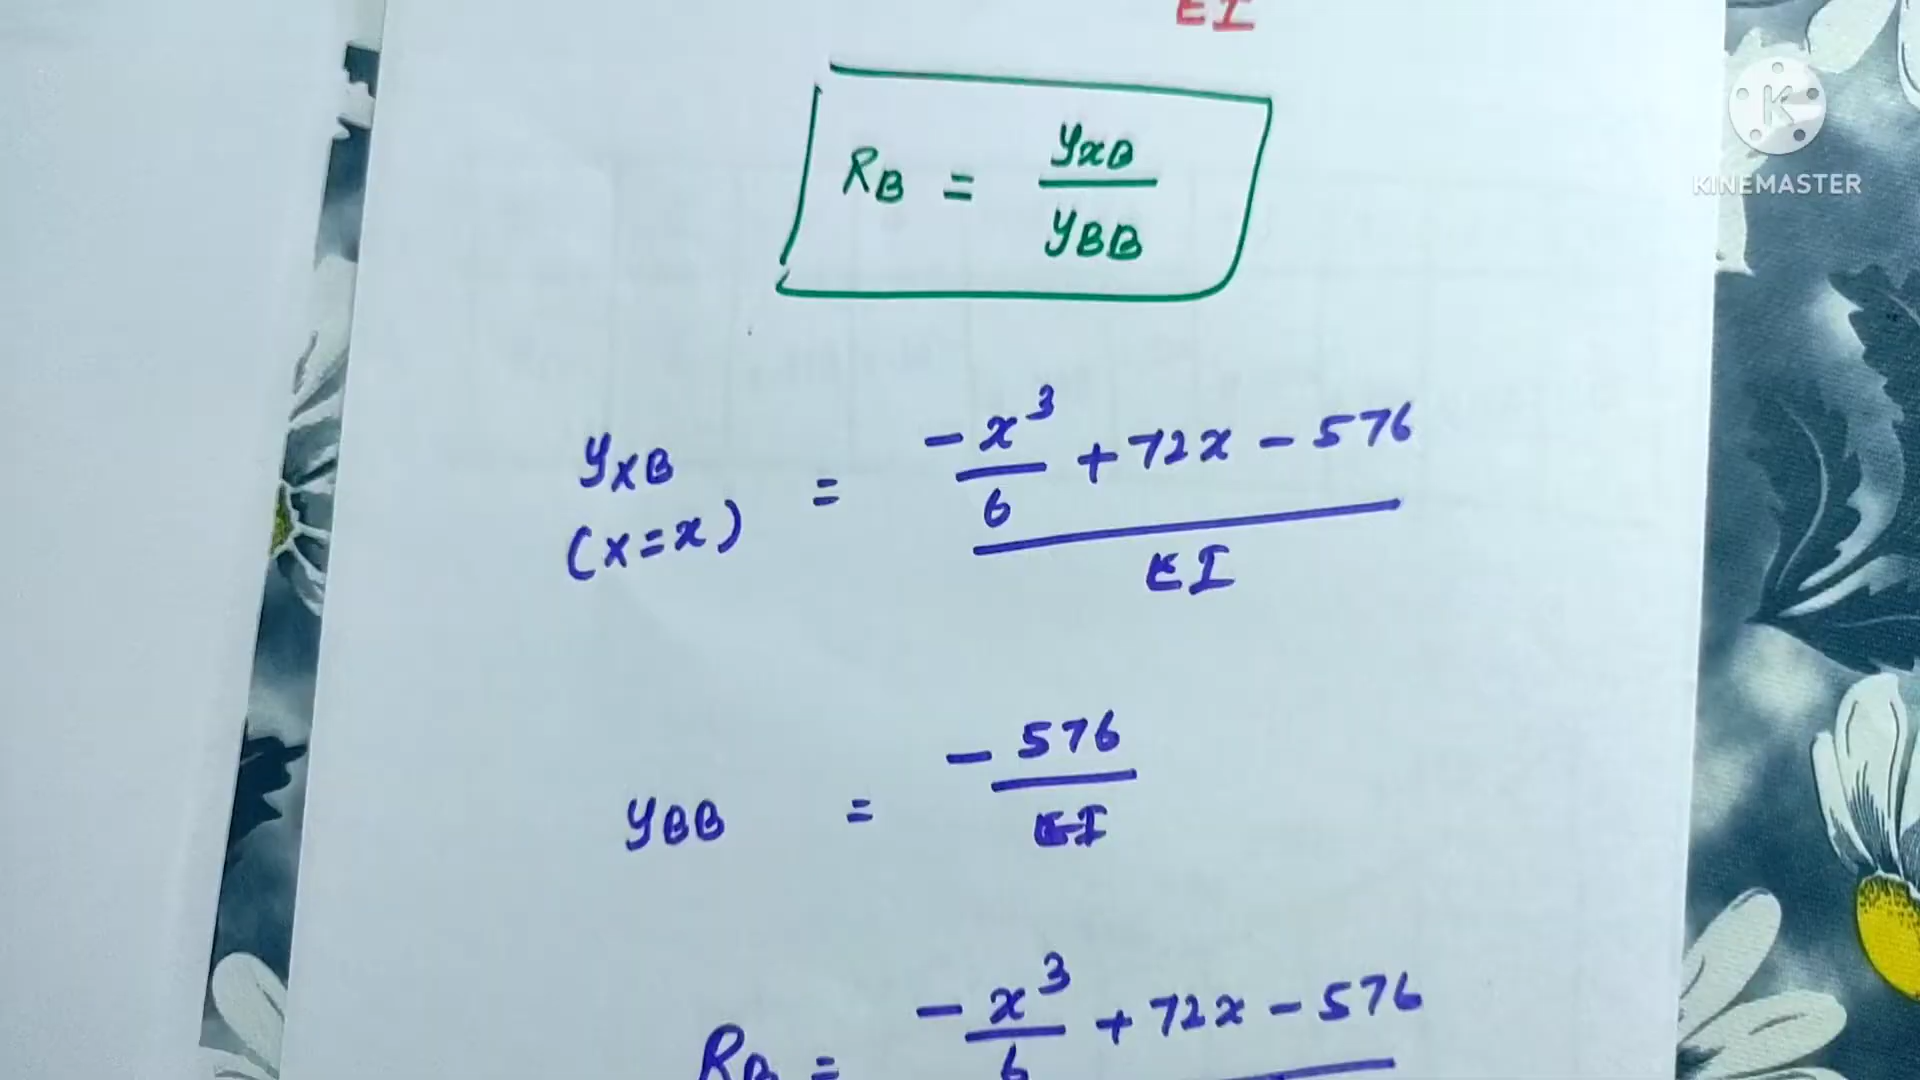 EI
R_B = y_XB / y_BB
KINEMASTER
y_XB = (-x³/6 + 72x - 576) / EI
(x=x)
y_BB = -576 / EI
R_B = -x³/6 + 72x - 576